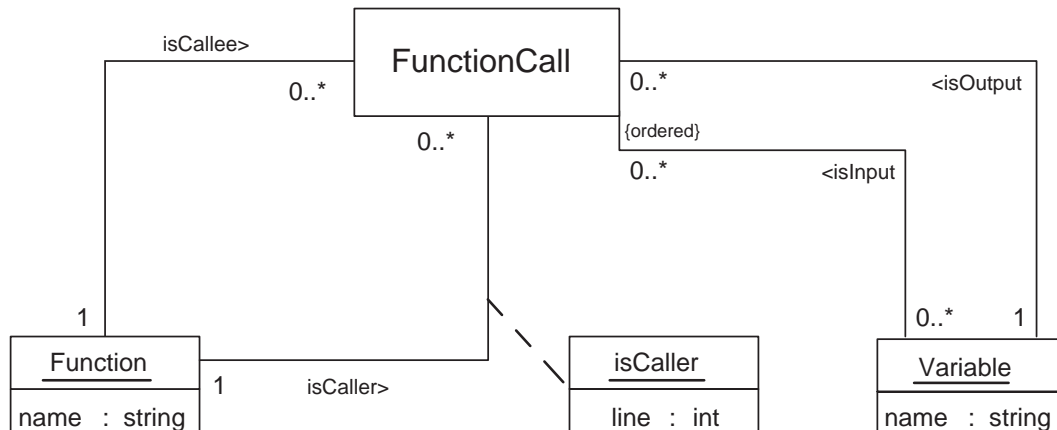 isCallee>
FunctionCall
0..*
0..*
<isOutput
0..*
{ordered}
0..*
<isInput
1
0..*
1
Function
name : string
1
isCaller>
isCaller
line : int
Variable
name : string